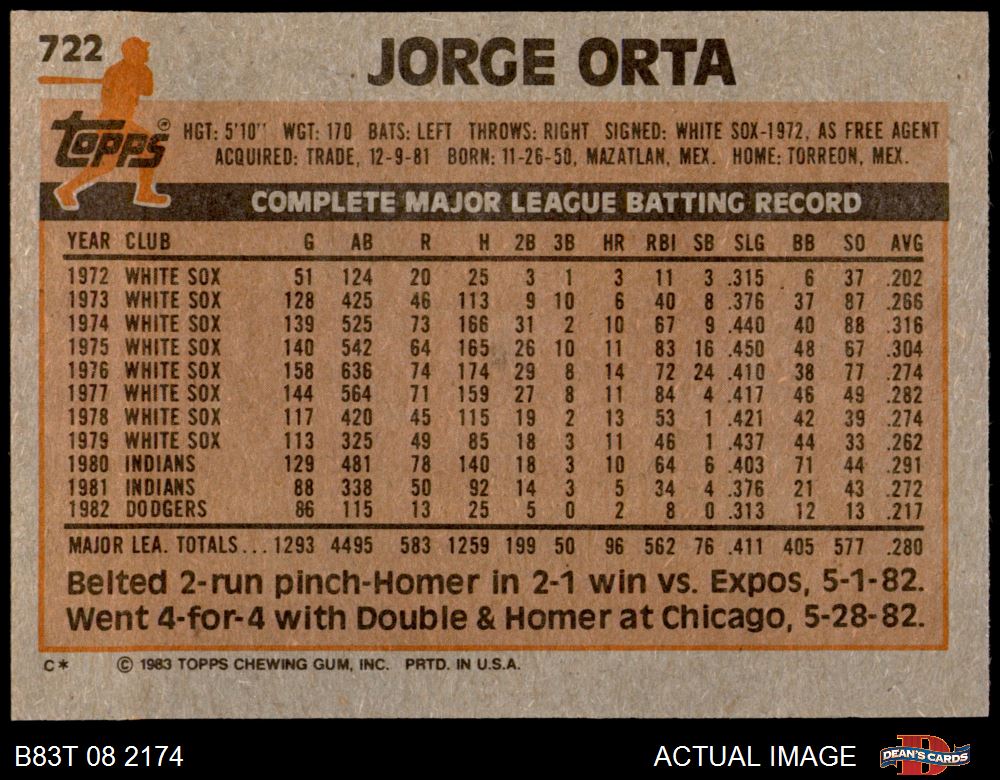 722 JORGE ORTA
Topps
HGT: 5'10" WGT: 170 BATS: LEFT THROWS: RIGHT SIGNED: WHITE SOX-1972, AS FREE AGENT
ACQUIRED: TRADE, 12-9-81 BORN: 11-26-50, MAZATLAN, MEX. HOME: TORREON, MEX.
COMPLETE MAJOR LEAGUE BATTING RECORD
YEAR CLUB G AB R H 2B 3B HR RBI SB SLG BB SO AVG
1972 WHITE SOX 51 124 20 25 3 1 3 11 3 .315 6 37 .202
1973 WHITE SOX 128 425 46 113 9 10 6 40 8 .376 37 87 .266
1974 WHITE SOX 139 525 73 166 31 2 10 67 9 .440 40 88 .316
1975 WHITE SOX 140 542 64 165 26 10 11 83 16 .450 48 67 .304
1976 WHITE SOX 158 636 74 174 29 8 14 72 24 .410 38 77 .274
1977 WHITE SOX 144 564 71 159 27 8 11 84 4 .417 46 49 .282
1978 WHITE SOX 117 420 45 115 19 2 13 53 1 .421 42 39 .274
1979 WHITE SOX 113 325 49 85 18 3 11 46 1 .437 44 33 .262
1980 INDIANS 129 481 78 140 18 3 10 64 6 .403 71 44 .291
1981 INDIANS 88 338 50 92 14 3 5 34 4 .376 21 43 .272
1982 DODGERS 86 115 13 25 5 0 2 8 0 .313 12 13 .217
MAJOR LEA. TOTALS... 1293 4495 583 1259 199 50 96 562 76 .411 405 577 .280
Belted 2-run pinch-Homer in 2-1 win vs. Expos, 5-1-82.
Went 4-for-4 with Double & Homer at Chicago, 5-28-82.
C* © 1983 TOPPS CHEWING GUM, INC. PRTD. IN U.S.A.
B83T 08 2174 ACTUAL IMAGE DEAN'S CARDS